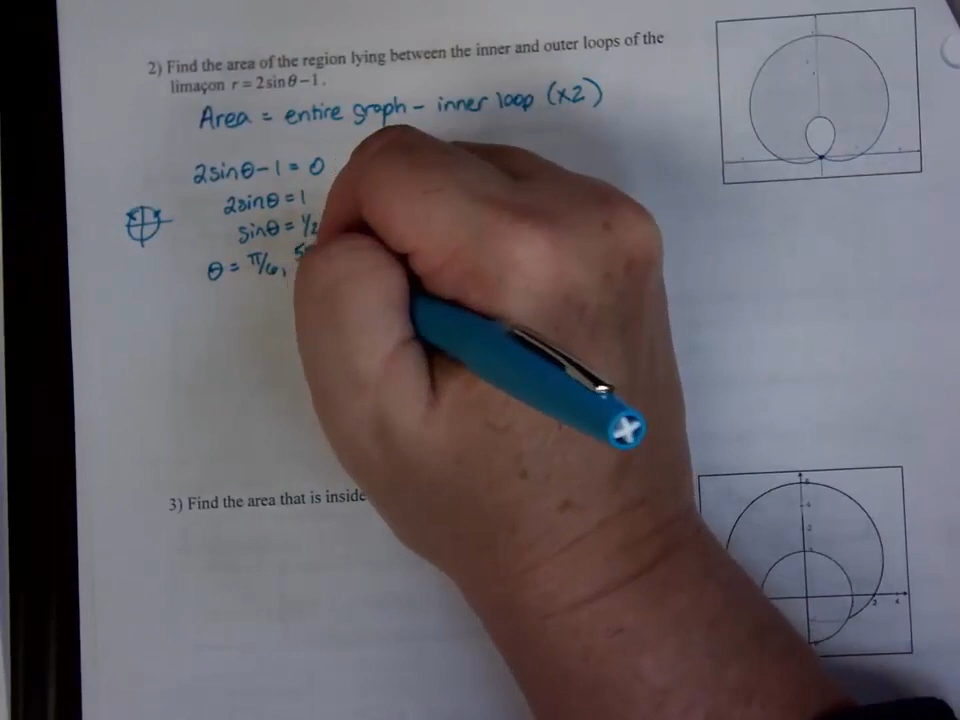 2) Find the area of the region lying between the inner and outer loops of the
limaçon r = 2 sin θ − 1.
Area = entire graph − inner loop (x2)
2sinθ − 1 = 0
2sinθ = 1
sinθ = 1/2
θ = π/6, 5
3) Find the area that is inside